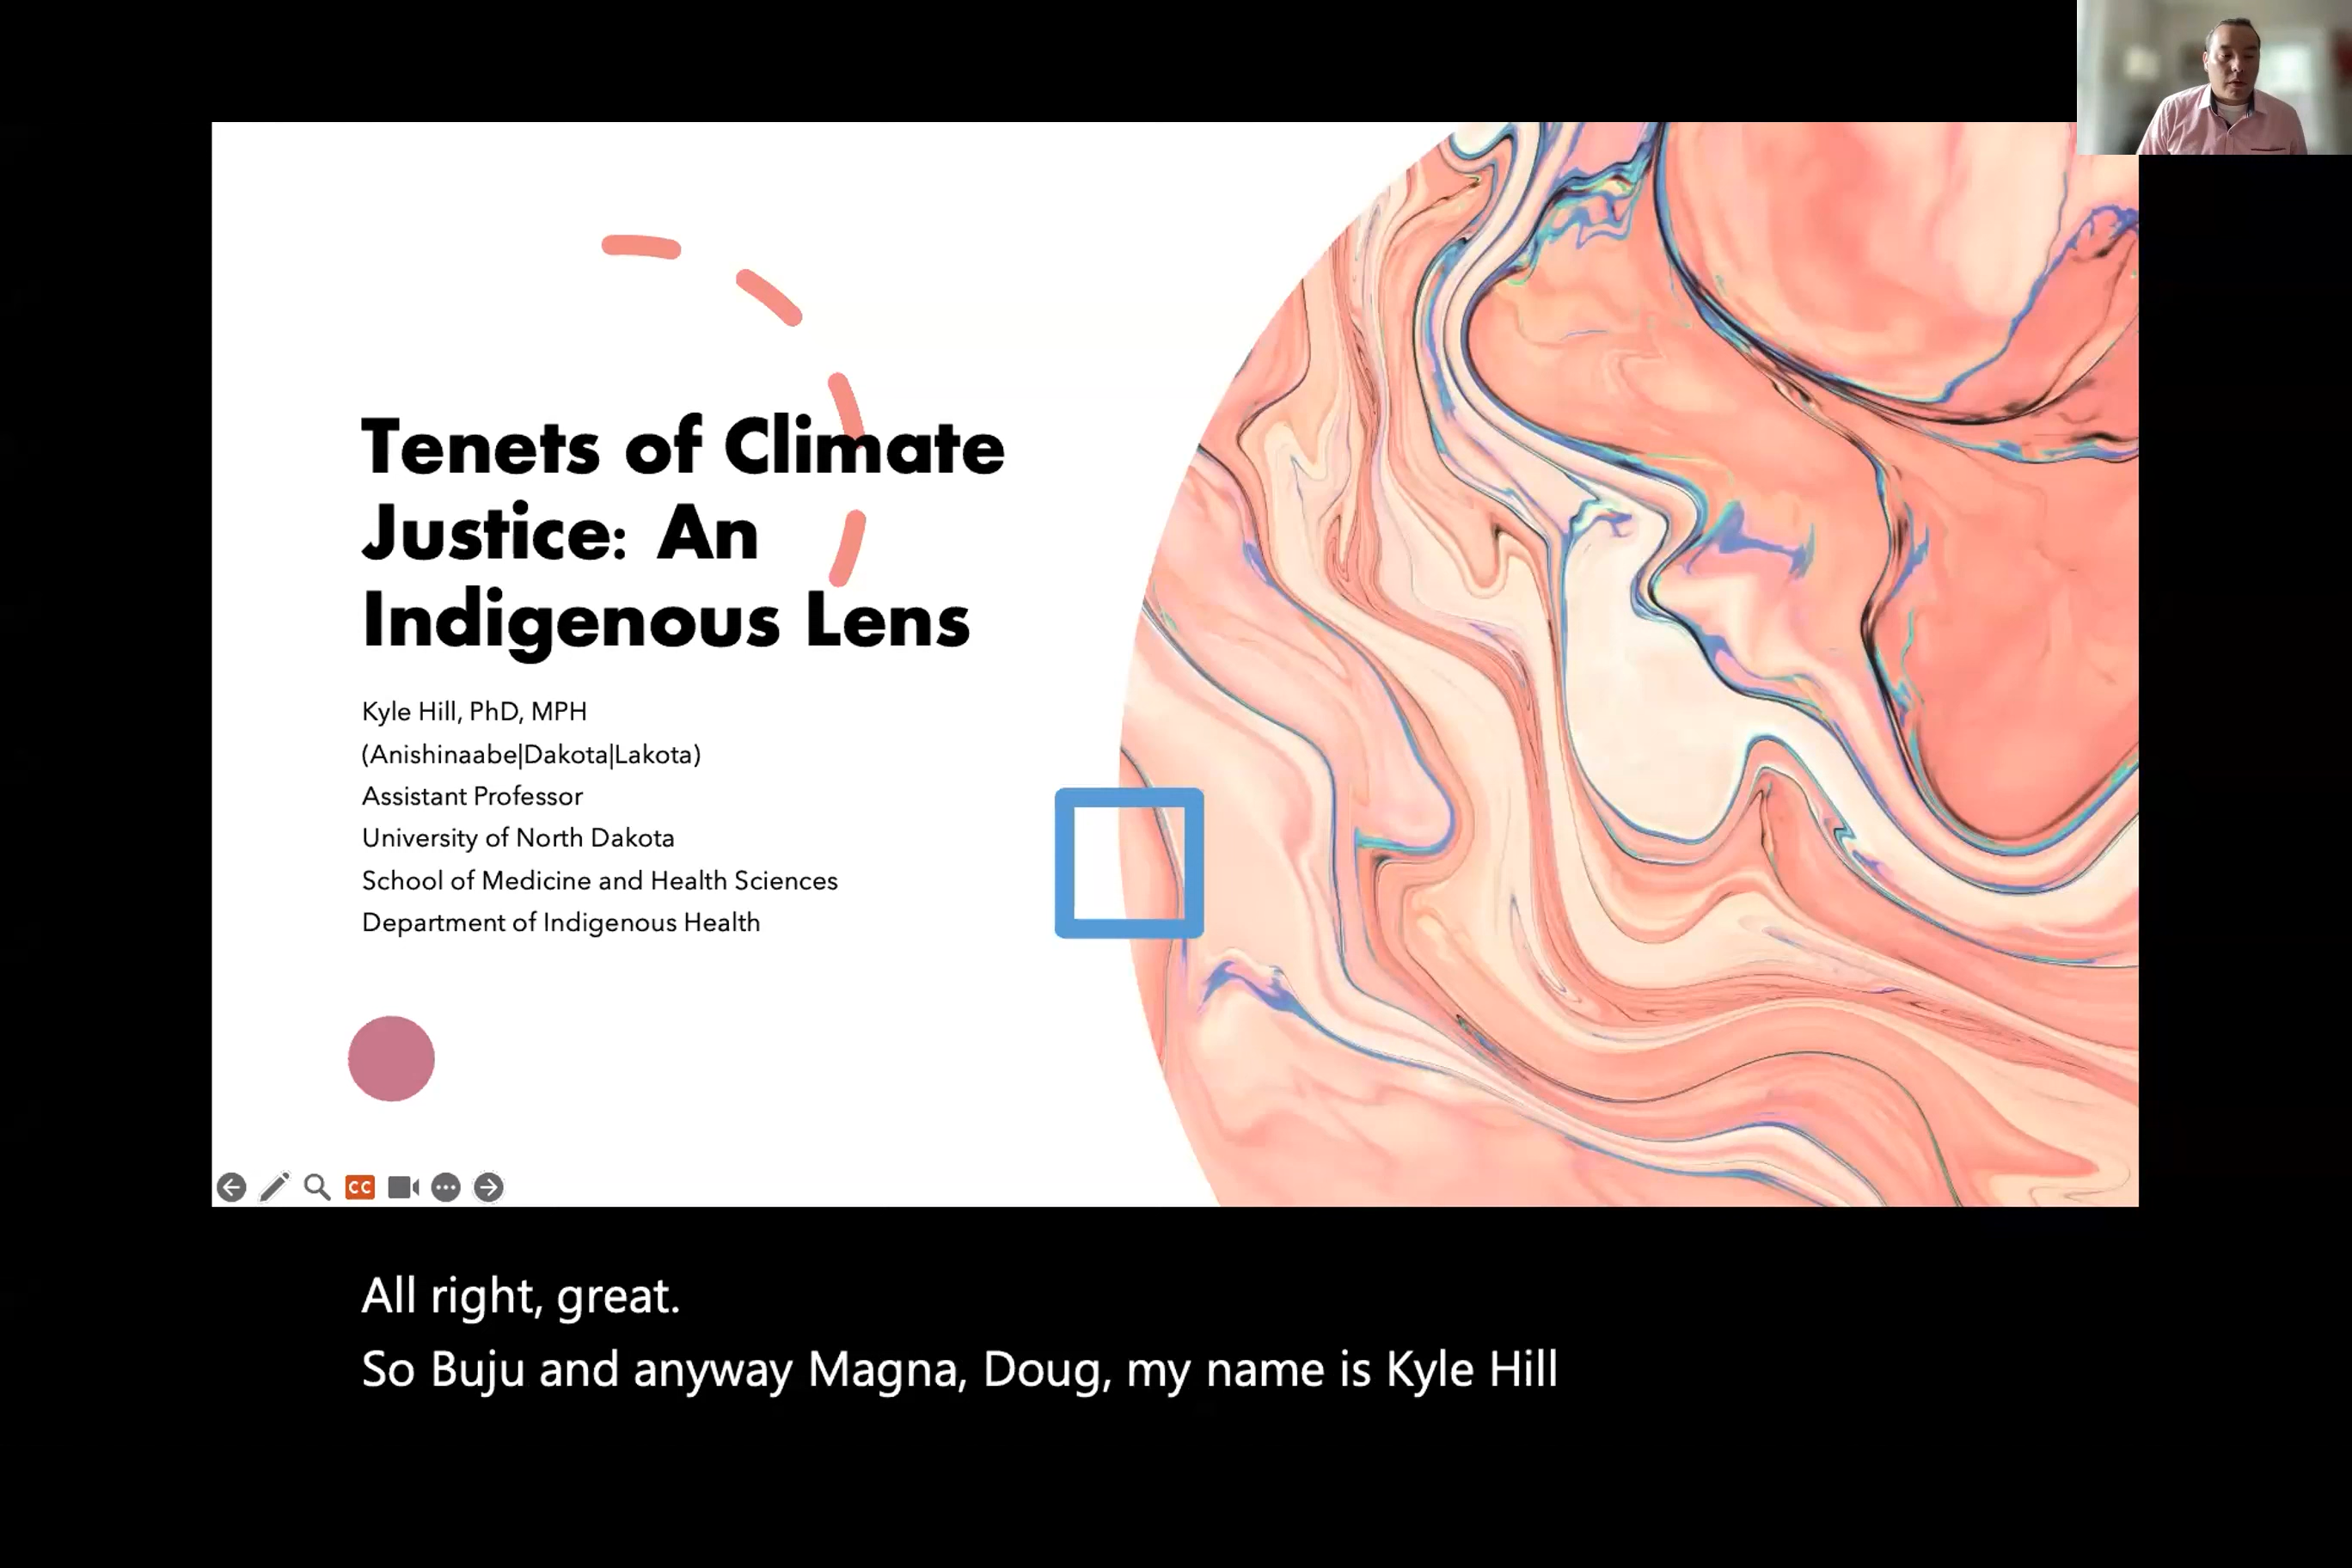 Tenets of Climate
Justice: An
Indigenous Lens
Kyle Hill, PhD, MPH
(Anishinaabe|Dakota|Lakota)
Assistant Professor
University of North Dakota
School of Medicine and Health Sciences
Department of Indigenous Health
CC
All right, great.
So Buju and anyway Magna, Doug, my name is Kyle Hill